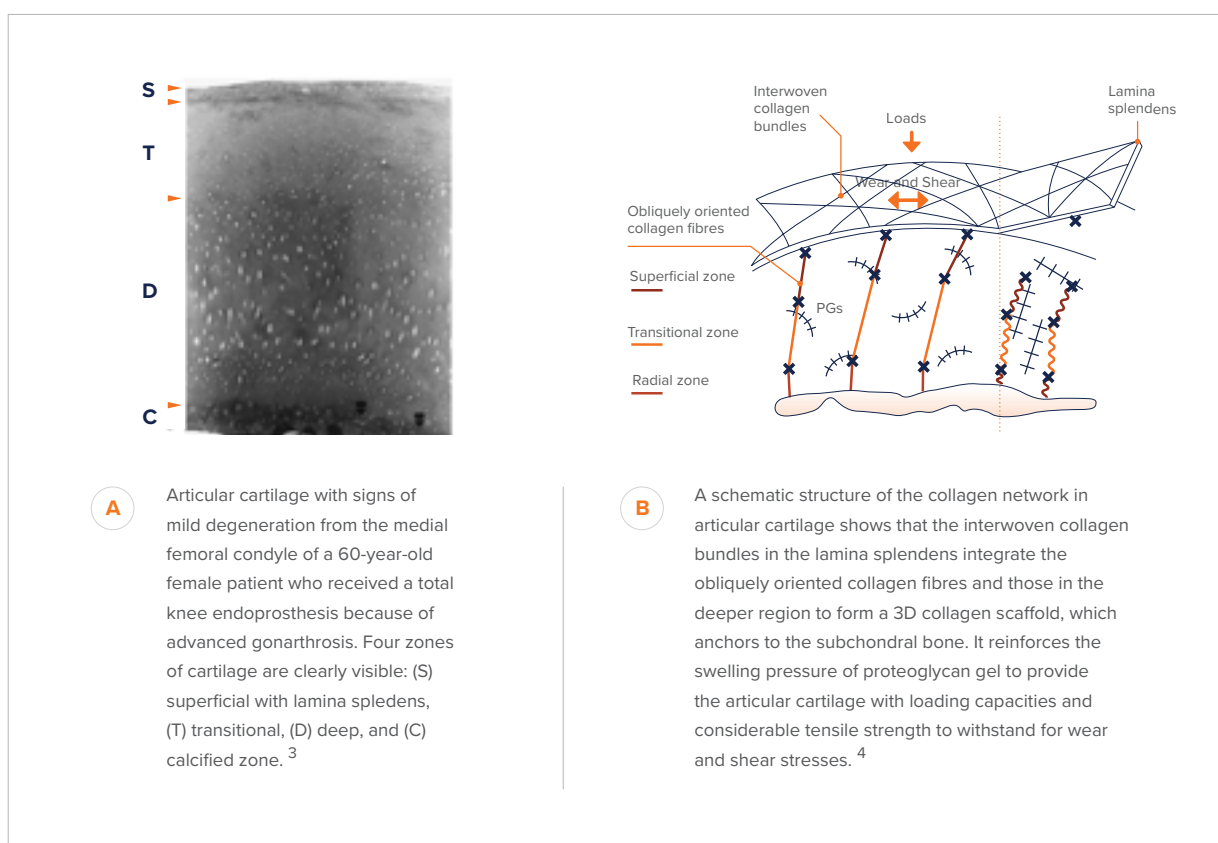 S
T
D
C
Interwoven
collagen
bundles
Loads
Lamina
splendens
Wear and Shear
Obliquely oriented
collagen fibres
Superficial zone
PGs
Transitional zone
Radial zone
A
Articular cartilage with signs of
mild degeneration from the medial
femoral condyle of a 60-year-old
female patient who received a total
knee endoprosthesis because of
advanced gonarthrosis. Four zones
of cartilage are clearly visible: (S)
superficial with lamina spledens,
(T) transitional, (D) deep, and (C)
calcified zone. 3
B
A schematic structure of the collagen network in
articular cartilage shows that the interwoven collagen
bundles in the lamina splendens integrate the
obliquely oriented collagen fibres and those in the
deeper region to form a 3D collagen scaffold, which
anchors to the subchondral bone. It reinforces the
swelling pressure of proteoglycan gel to provide
the articular cartilage with loading capacities and
considerable tensile strength to withstand for wear
and shear stresses. 4